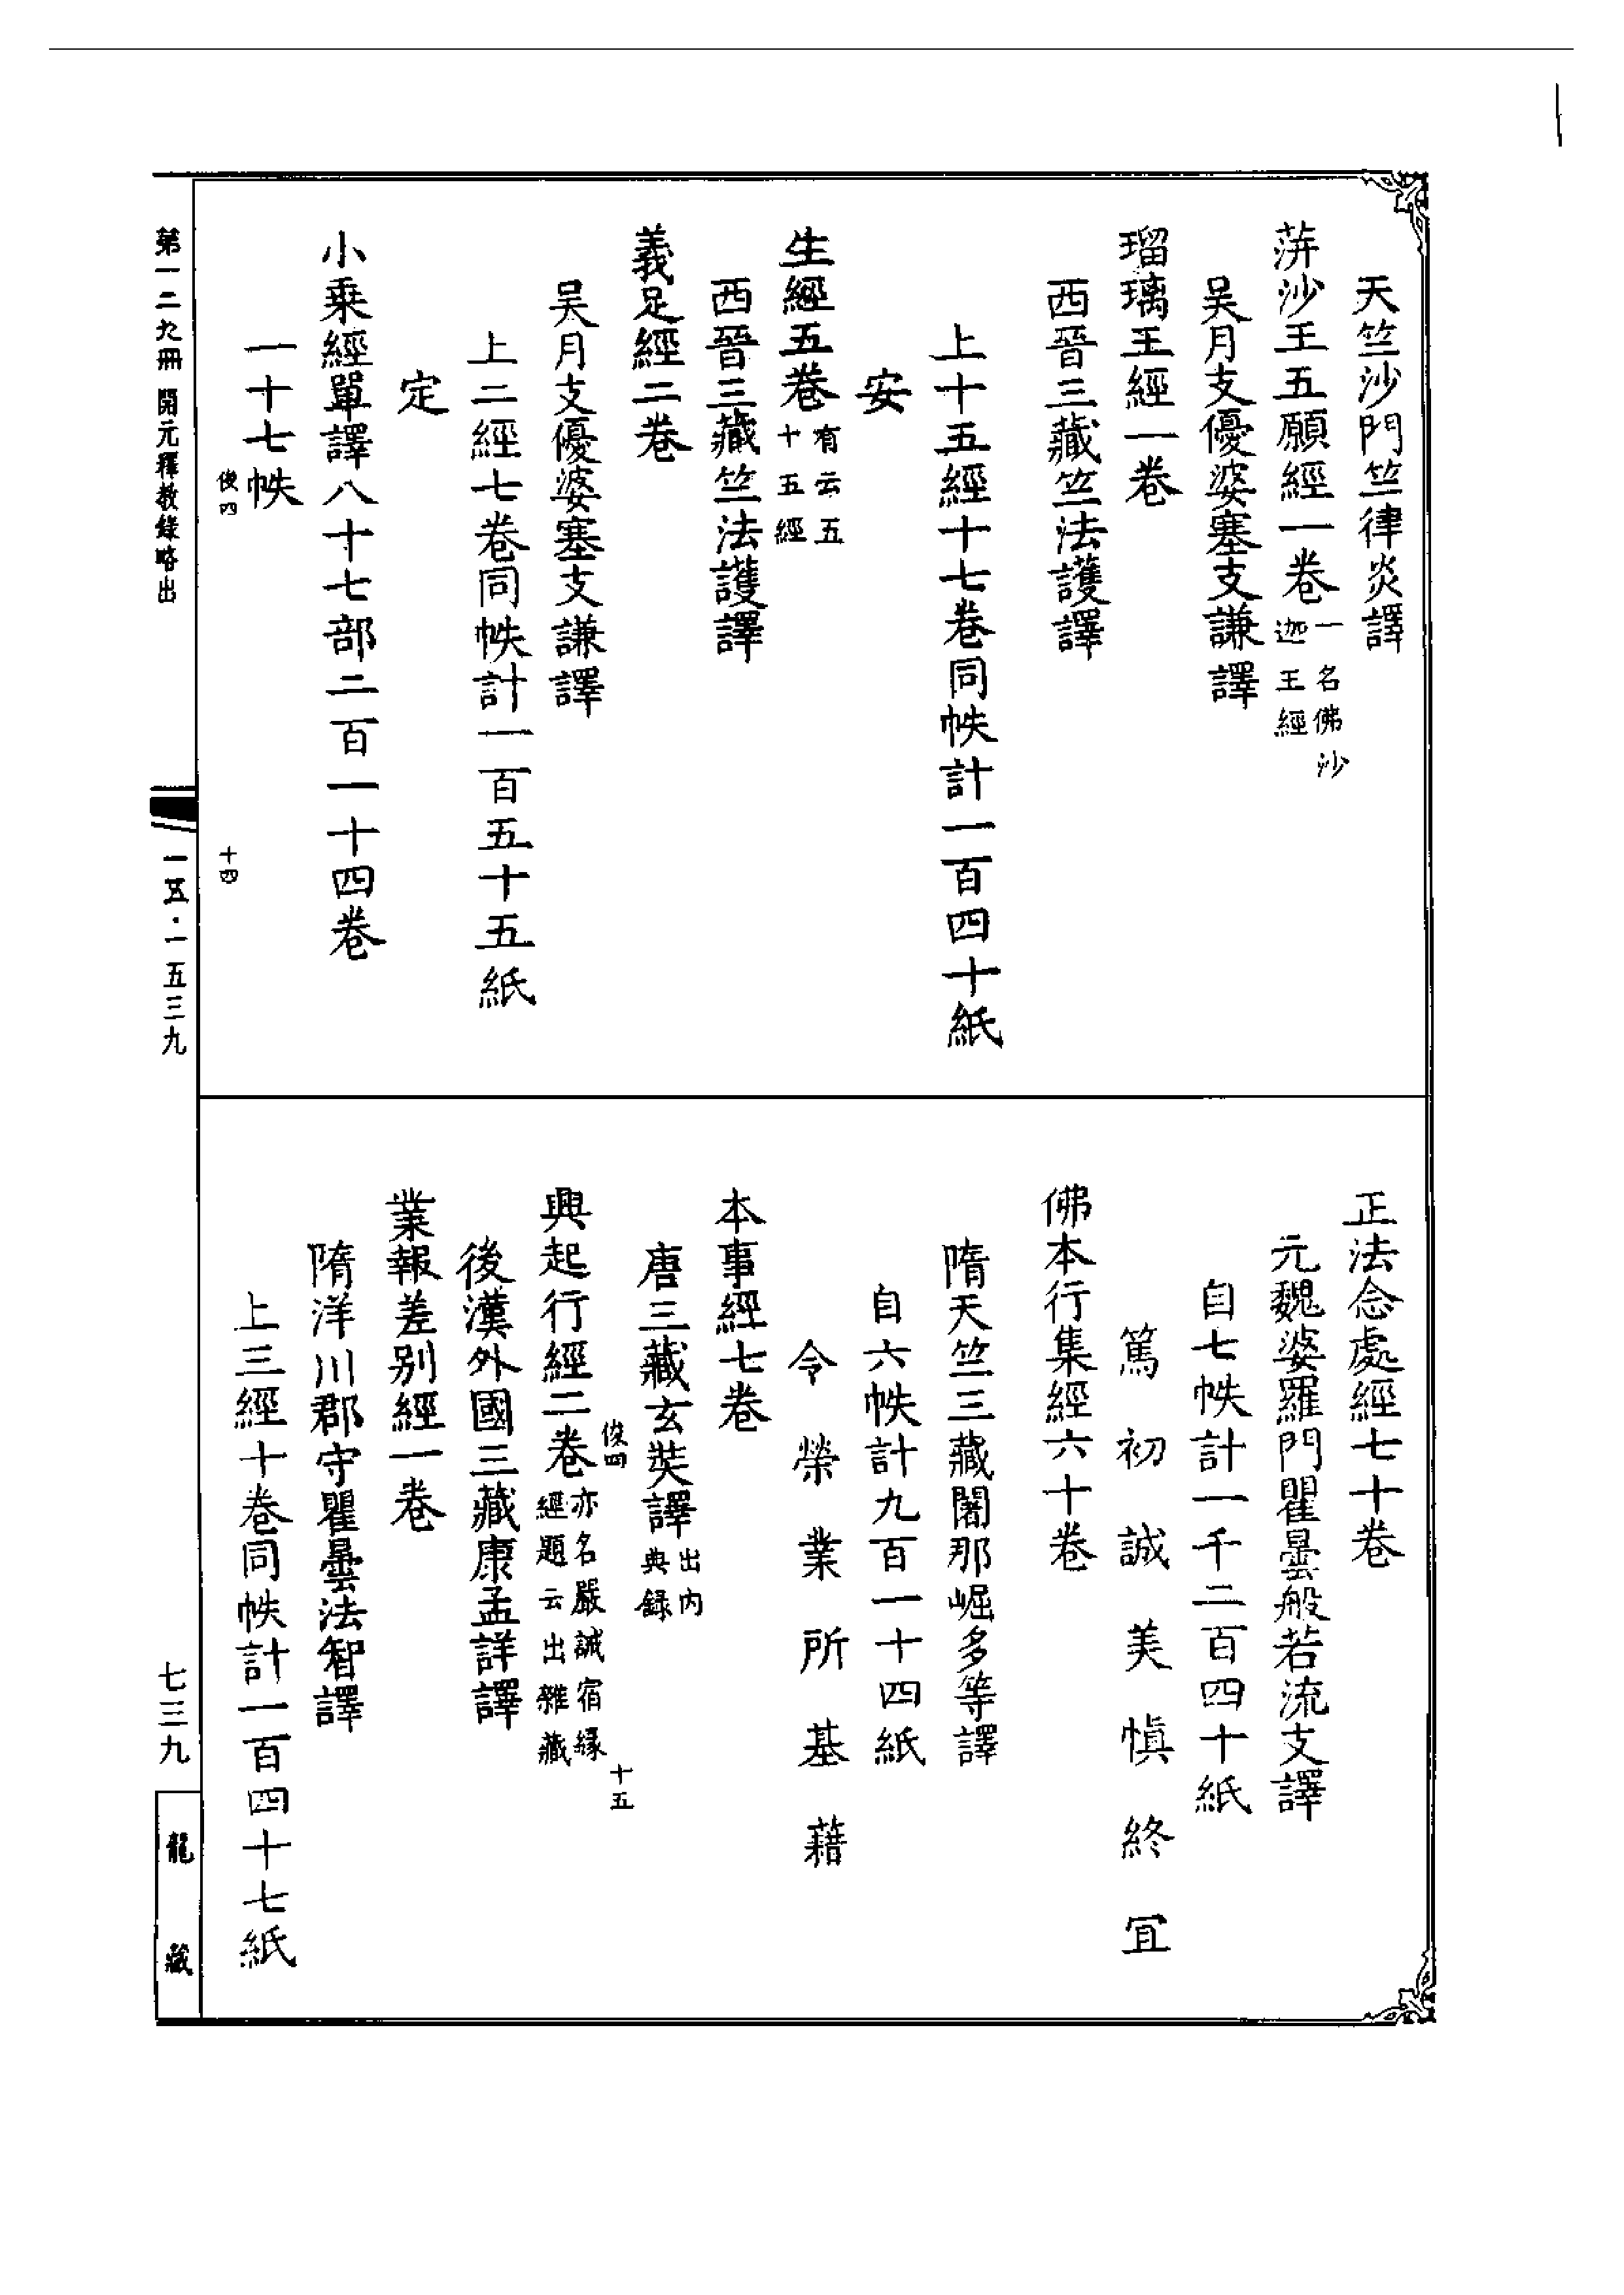 天竺沙門竺律炎譯
蓱沙王五願經一卷一名佛沙
迦王經
吴月支優婆塞支謙譯
瑠璃王經一卷
西晉三藏竺法護譯
上十五經十七卷同帙計一百四十紙
安
生經五卷有云五
十五經
西晉三藏竺法護譯
義足經二卷
吴月支優婆塞支謙譯
上二經七卷同帙計一百五十五紙
定
小乘經單譯八十七部二百一十四卷
一十七帙
俊四
十四
正法念處經七十卷
元魏婆羅門瞿曇般若流支譯
自七帙計一千二百四十紙
篤初誠美慎終宜
佛本行集經六十卷
隋天竺三藏闍那崛多等譯
自六帙計九百一十四紙
令榮業所基藉
本事經七卷
唐三藏玄奘譯出内
典録
俊四
十五
興起行經二卷亦名嚴誡宿縁
經題云出雜藏
後漢外國三藏康孟詳譯
業報差别經一卷
隋洋川郡守瞿曇法智譯
上三經十卷同帙計一百四十七紙
第一二九冊 開元釋教錄略出
一五·一五三九
七三九
龍藏